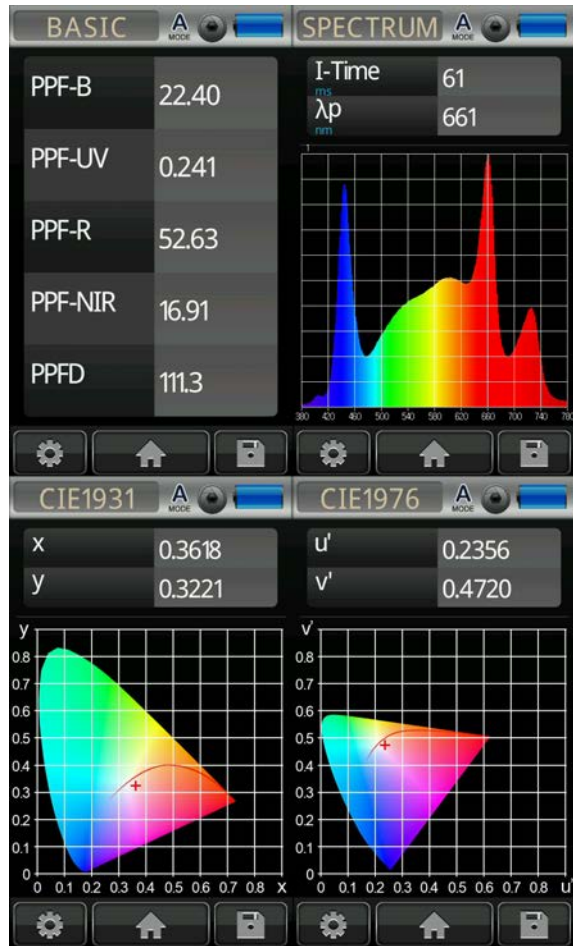 BASIC
A
MODE
PPF-B 22.40
PPF-UV 0.241
PPF-R 52.63
PPF-NIR 16.91
PPFD 111.3
SPECTRUM
A
MODE
I-Time
ms
61
λp
nm
661
1
380 420 460 500 540 580 620 660 700 740 780
CIE1931
A
MODE
x 0.3618
y 0.3221
y
0.8
0.7
0.6
0.5
0.4
0.3
0.2
0.1
0
0 0.1 0.2 0.3 0.4 0.5 0.6 0.7 0.8 x
CIE1976
A
MODE
u' 0.2356
v' 0.4720
v'
0.8
0.7
0.6
0.5
0.4
0.3
0.2
0.1
0
0 0.1 0.2 0.3 0.4 0.5 0.6 0.7 0.8 u'